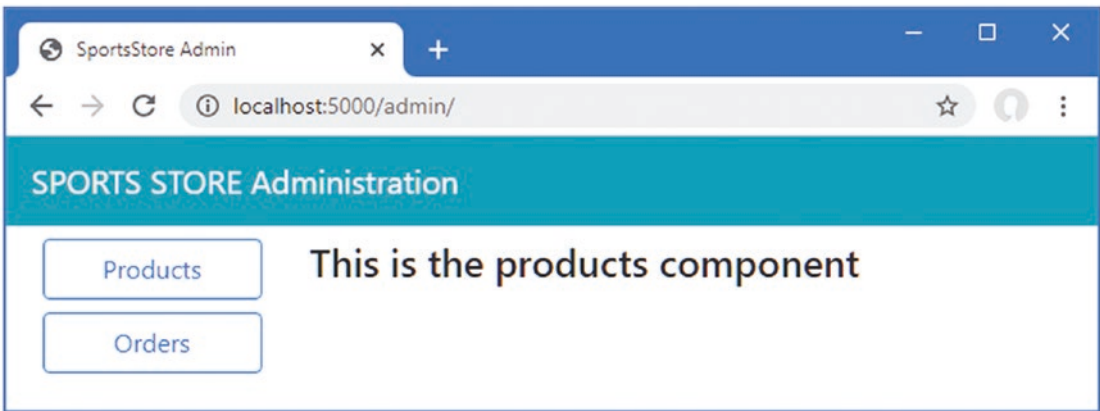 SportsStore Admin
localhost:5000/admin/
SPORTS STORE Administration
Products
This is the products component
Orders